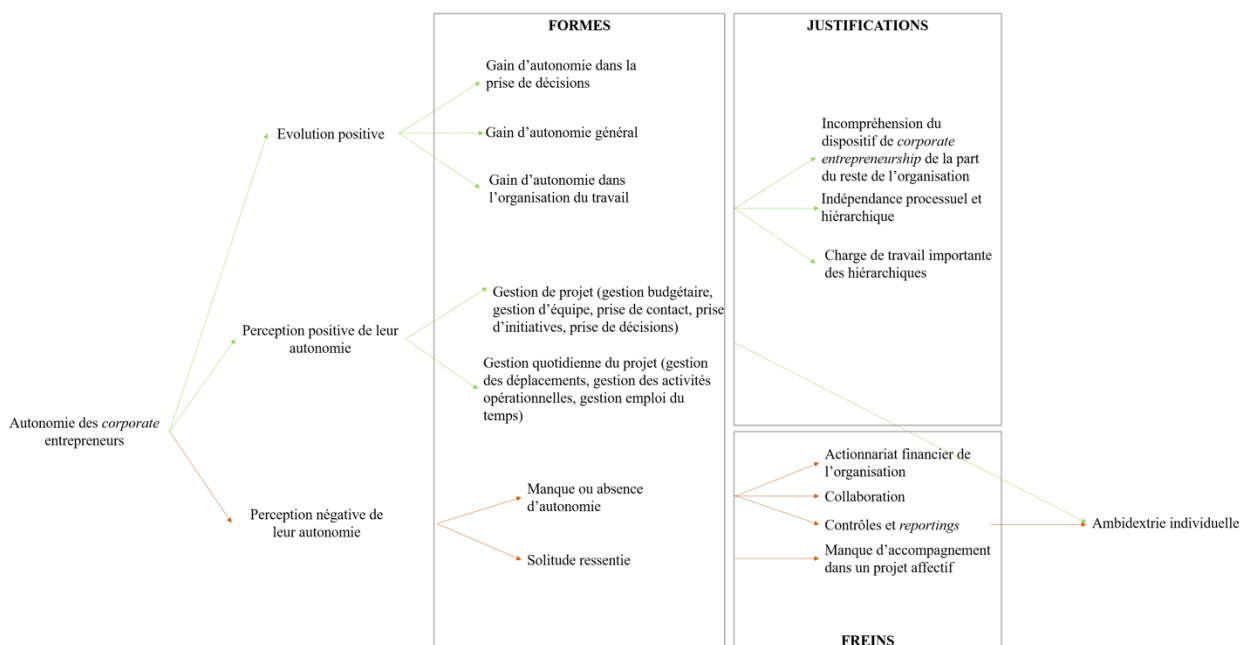 FORMES
JUSTIFICATIONS
Gain d’autonomie dans la
prise de décisions
Evolution positive
Gain d’autonomie général
Gain d’autonomie dans
l’organisation du travail
Incompréhension du
dispositif de corporate
entrepreneurship de la part
du reste de l’organisation
Indépendance processuel et
hiérarchique
Charge de travail importante
des hiérarchiques
Perception positive de leur
autonomie
Gestion de projet (gestion budgétaire,
gestion d’équipe, prise de contact, prise
d’initiatives, prise de décisions)
Gestion quotidienne du projet (gestion
des déplacements, gestion des activités
opérationnelles, gestion emploi du
temps)
Autonomie des corporate
entrepreneurs
Perception négative de
leur autonomie
Manque ou absence
d’autonomie
Solitude ressentie
Actionnariat financier de
l’organisation
Collaboration
Contrôles et reportings
Manque d’accompagnement
dans un projet affectif
Ambidextrie individuelle
FREINS